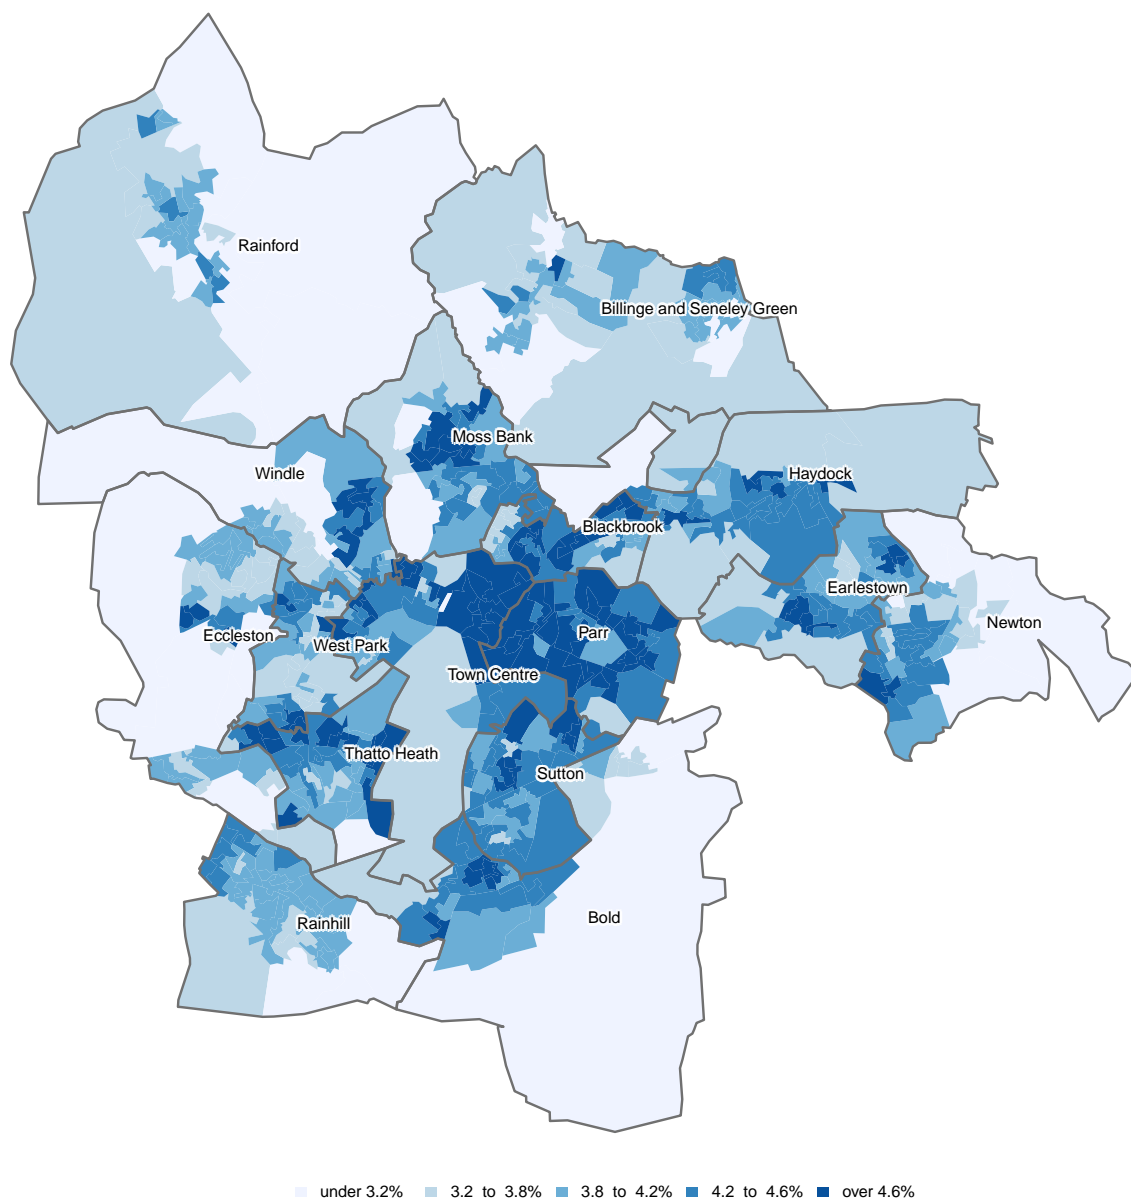 Rainford
Billinge and Seneley Green
Moss Bank
Windle
Haydock
Blackbrook
Earlestown
Newton
Eccleston
West Park
Parr
Town Centre
Thatto Heath
Sutton
Rainhill
Bold
under 3.2% 3.2 to 3.8% 3.8 to 4.2% 4.2 to 4.6% over 4.6%